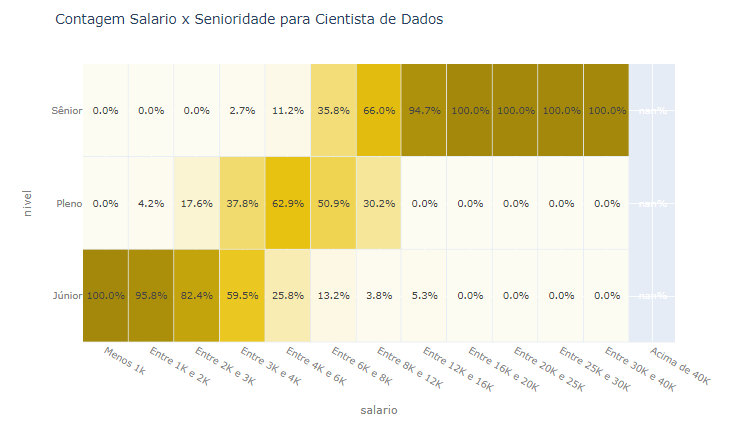 Contagem Salario x Senioridade para Cientista de Dados
Sênior 0.0% 0.0% 0.0% 2.7% 11.2% 35.8% 66.0% 94.7% 100.0% 100.0% 100.0% 100.0% nan%
nivel
Pleno 0.0% 4.2% 17.6% 37.8% 62.9% 50.9% 30.2% 0.0% 0.0% 0.0% 0.0% 0.0% nan%
Júnior 100.0% 95.8% 82.4% 59.5% 25.8% 13.2% 3.8% 5.3% 0.0% 0.0% 0.0% 0.0% nan%
Menos 1k
Entre 1K e 2K
Entre 2K e 3K
Entre 3K e 4K
Entre 4K e 6K
Entre 6K e 8K
Entre 8K e 12K
Entre 12K e 16K
Entre 16K e 20K
Entre 20K e 25K
Entre 25K e 30K
Entre 30K e 40K
Acima de 40K
salario